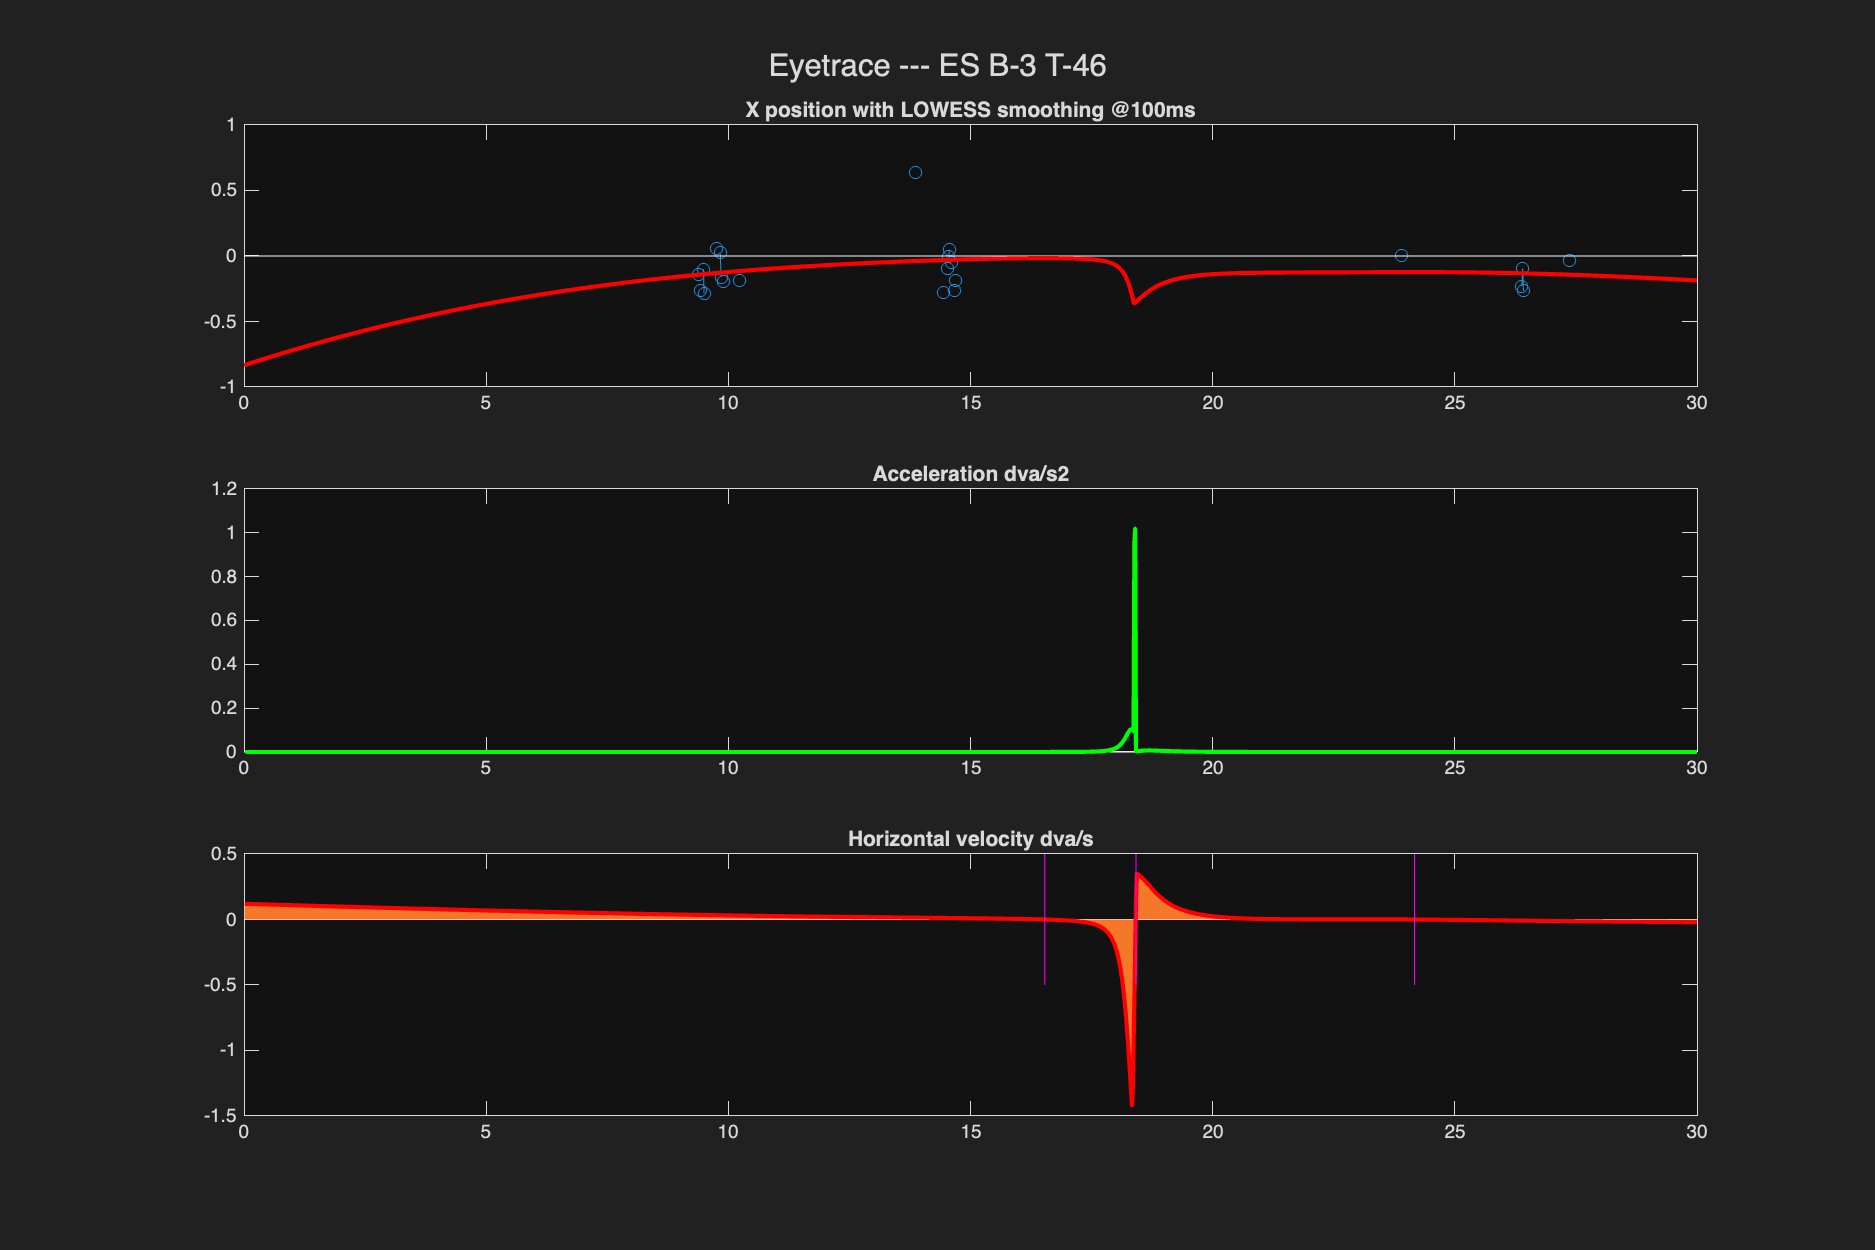 Eyetrace --- ES B-3 T-46
X position with LOWESS smoothing @100ms
1
0.5
0
-0.5
-1
0 5 10 15 20 25 30
Acceleration dva/s2
1.2
1
0.8
0.6
0.4
0.2
0
0 5 10 15 20 25 30
Horizontal velocity dva/s
0.5
0
-0.5
-1
-1.5
0 5 10 15 20 25 30